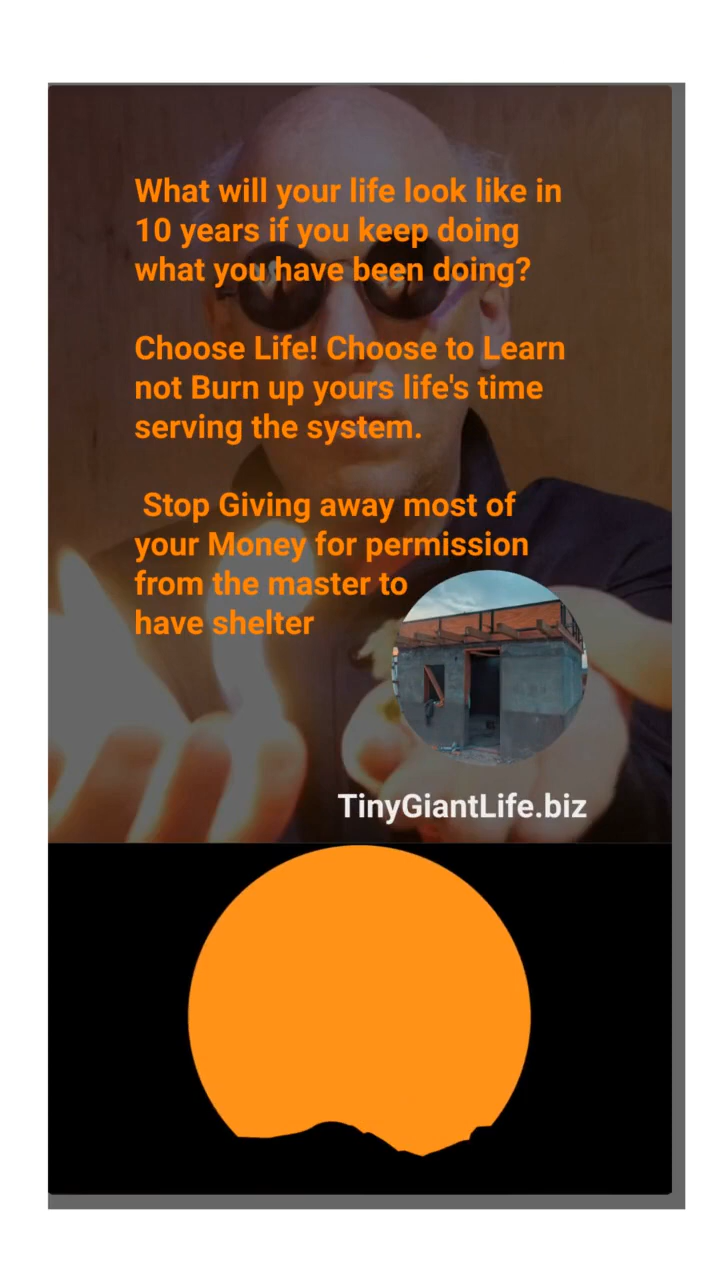 What will your life look like in
10 years if you keep doing
what you have been doing?
Choose Life! Choose to Learn
not Burn up yours life's time
serving the system.
Stop Giving away most of
your Money for permission
from the master to
have shelter
TinyGiantLife.biz